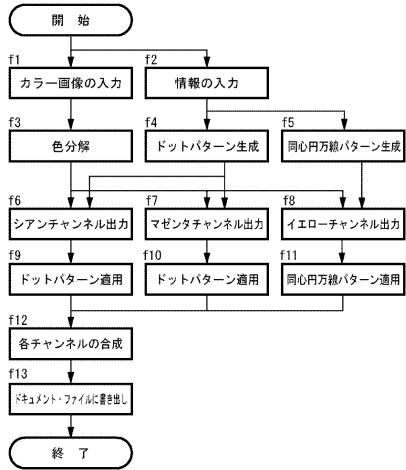 開 始
f1
f2
カラー画像の入力
情報の入力
f3
f4
f5
色分解
ドットパターン生成
同心円万線パターン生成
f6
f7
f8
シアンチャンネル出力
マゼンタチャンネル出力
イエローチャンネル出力
f9
f10
f11
ドットパターン適用
ドットパターン適用
同心円万線パターン適用
f12
各チャンネルの合成
f13
ドキュメント・ファイルに書き出し
終 了